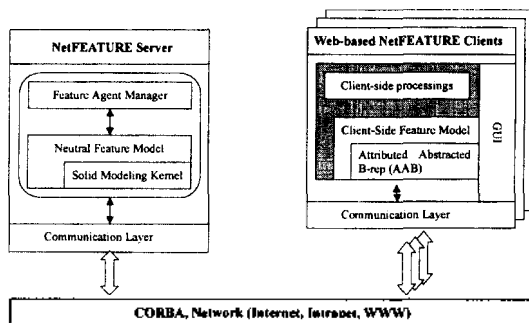 NetFEATURE Server
Feature Agent Manager
Neutral Feature Model
Solid Modeling Kernel
Communication Layer
Web-based NetFEATURE Clients
Client-side processings
Client-Side Feature Model
Attributed Abstracted
B-rep (AAB)
GUI
Communication Layer
CORBA, Network (Internet, Intranet, WWW)